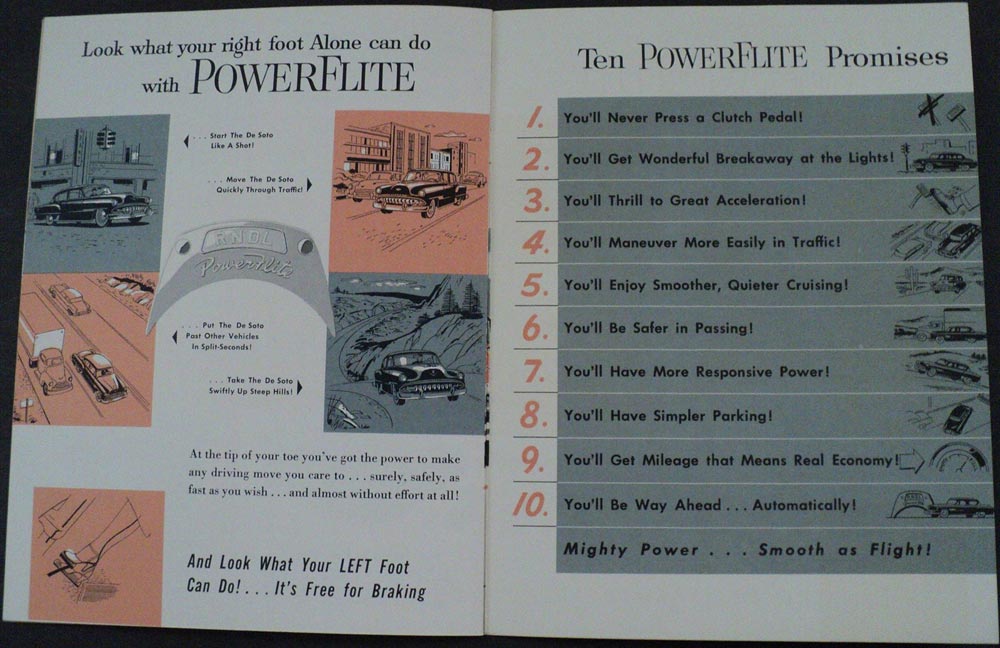 Look what your right foot Alone can do
with POWERFLITE
. . . Start The De Soto
Like A Shot!
. . . Move The De Soto
Quickly Through Traffic!
R N D L
PowerFlite
. . . Put The De Soto
Past Other Vehicles
In Split-Seconds!
. . . Take The De Soto
Swiftly Up Steep Hills!
At the tip of your toe you've got the power to make
any driving move you care to . . . surely, safely, as
fast as you wish . . . and almost without effort at all!
And Look What Your LEFT Foot
Can Do! . . . It's Free for Braking
Ten POWERFLITE Promises
1. You'll Never Press a Clutch Pedal!
2. You'll Get Wonderful Breakaway at the Lights!
3. You'll Thrill to Great Acceleration!
4. You'll Maneuver More Easily in Traffic!
5. You'll Enjoy Smoother, Quieter Cruising!
6. You'll Be Safer in Passing!
7. You'll Have More Responsive Power!
8. You'll Have Simpler Parking!
9. You'll Get Mileage that Means Real Economy!
10. You'll Be Way Ahead . . . Automatically!
Mighty Power . . . Smooth as Flight!